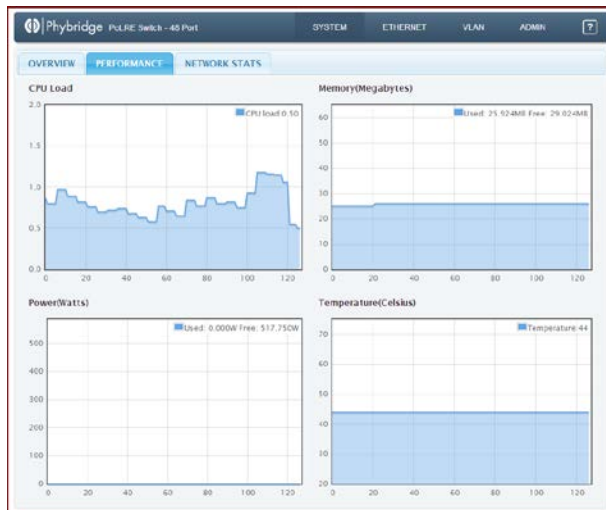 Phybridge PoLRE Switch - 48 Port SYSTEM ETHERNET VLAN ADMIN ?
OVERVIEW PERFORMANCE NETWORK STATS
CPU Load
2.0
1.5
1.0
0.5
0.0
0 20 40 60 80 100 120
CPU load 0.50
Memory(Megabytes)
60
50
40
30
20
10
0
0 20 40 60 80 100 120
Used: 25.924MB Free: 29.024MB
Power(Watts)
500
400
300
200
100
0
0 20 40 60 80 100 120
Used: 0.000W Free: 517.750W
Temperature(Celsius)
70
60
50
40
30
20
0 20 40 60 80 100 120
Temperature 44